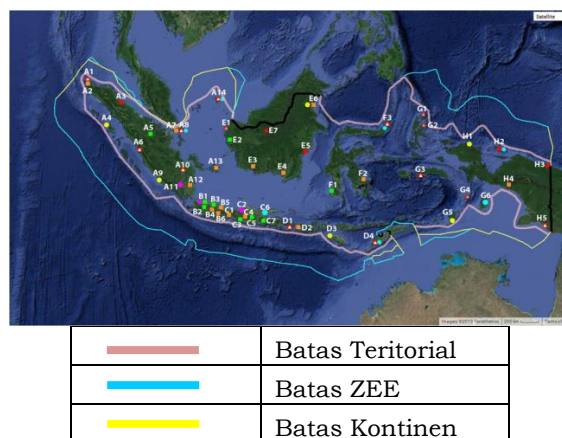 Satellite
A1
A2
A3
A4
A5
A6
A7 A8
A9
A10
A11 A12
A13
A14
B1
B2
B3
B4
B5
B6
C1
C2
C3
C4
C5
C6
C7
D1
D2
D3
D4
E1
E2
E3
E4
E5
E6
E7
F1
F2
F3
G1
G2
G3
G4
G5
G6
H1
H2
H3
H4
H5
Batas Teritorial
Batas ZEE
Batas Kontinen